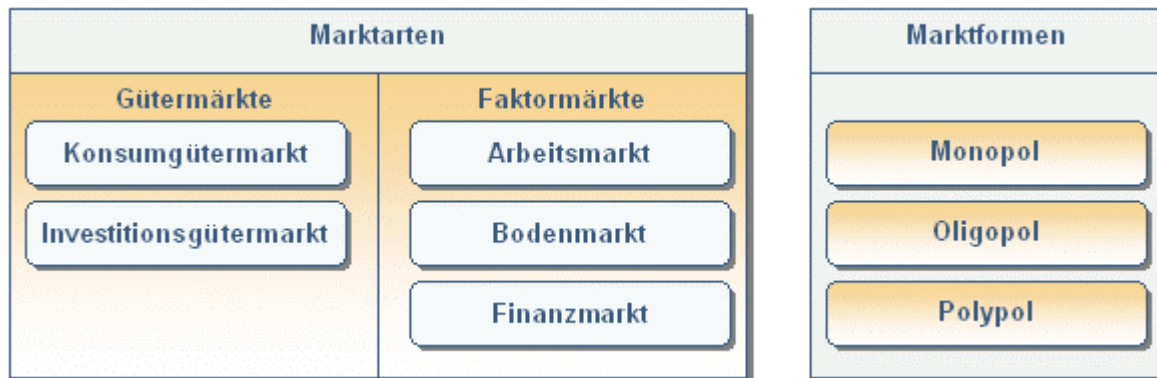 Marktarten
Gütermärkte
Konsumgütermarkt
Investitionsgütermarkt
Faktormärkte
Arbeitsmarkt
Bodenmarkt
Finanzmarkt
Marktformen
Monopol
Oligopol
Polypol